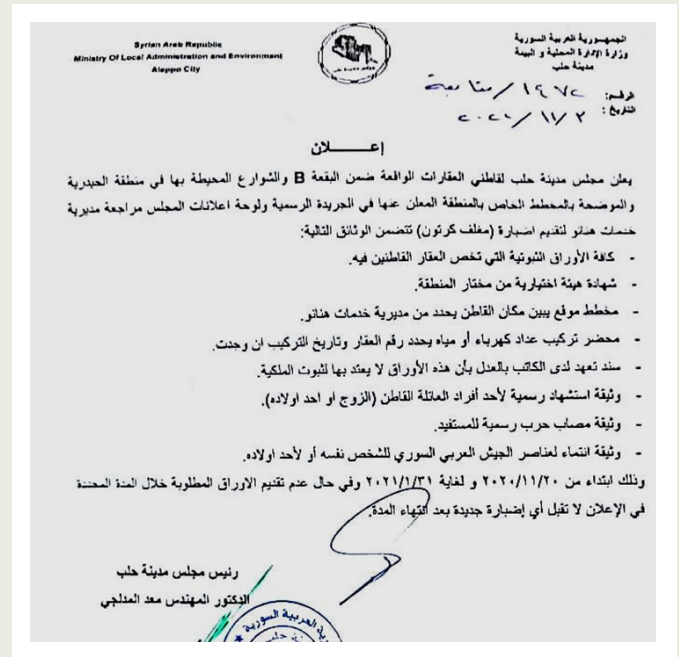 Syrian Arab Republic
Ministry Of Local Administration and Environment
Aleppo City
الجمهورية العربية السورية
وزارة الإدارة المحلية و البيئة
مدينة حلب
الرقم: ١٤٧٢/متابعة
التاريخ:
إعــــــلان
يعلن مجلس مدينة حلب لقاطني العقارات الواقعة ضمن البقعة B والشوارع المحيطة بها في منطقة الحيدرية
والموضحة بالمخطط الخاص بالمنطقة المعلن عنها في الجريدة الرسمية ولوحة اعلانات المجلس مراجعة مديرية
خدمات هنانو لتقديم اضبارة (مغلف كرتون) تتضمن الوثائق التالية:
- كافة الأوراق الثبوتية التي تخص العقار القاطنين فيه.
- شهادة هيئة اختيارية من مختار المنطقة.
- مخطط موقع يبين مكان القاطن يحدد من مديرية خدمات هنانو.
- محضر تركيب عداد كهرباء أو مياه يحدد رقم العقار وتاريخ التركيب ان وجدت.
- سند تعهد لدى الكاتب بالعدل بأن هذه الأوراق لا يعتد بها لثبوت الملكية.
- وثيقة استشهاد رسمية لأحد أفراد العائلة القاطن (الزوج او احد اولاده).
- وثيقة مصاب حرب رسمية للمستفيد.
- وثيقة انتماء لعناصر الجيش العربي السوري للشخص نفسه أو لأحد اولاده.
وذلك ابتداء من ٢٠٢٠/١١/٢٠ و لغاية ٢٠٢١/١/٣١ وفي حال عدم تقديم الاوراق المطلوبة خلال المدة المحددة
في الإعلان لا تقبل أي إضبارة جديدة بعد انتهاء المدة.
رئيس مجلس مدينة حلب
الدكتور المهندس معد المدلجي